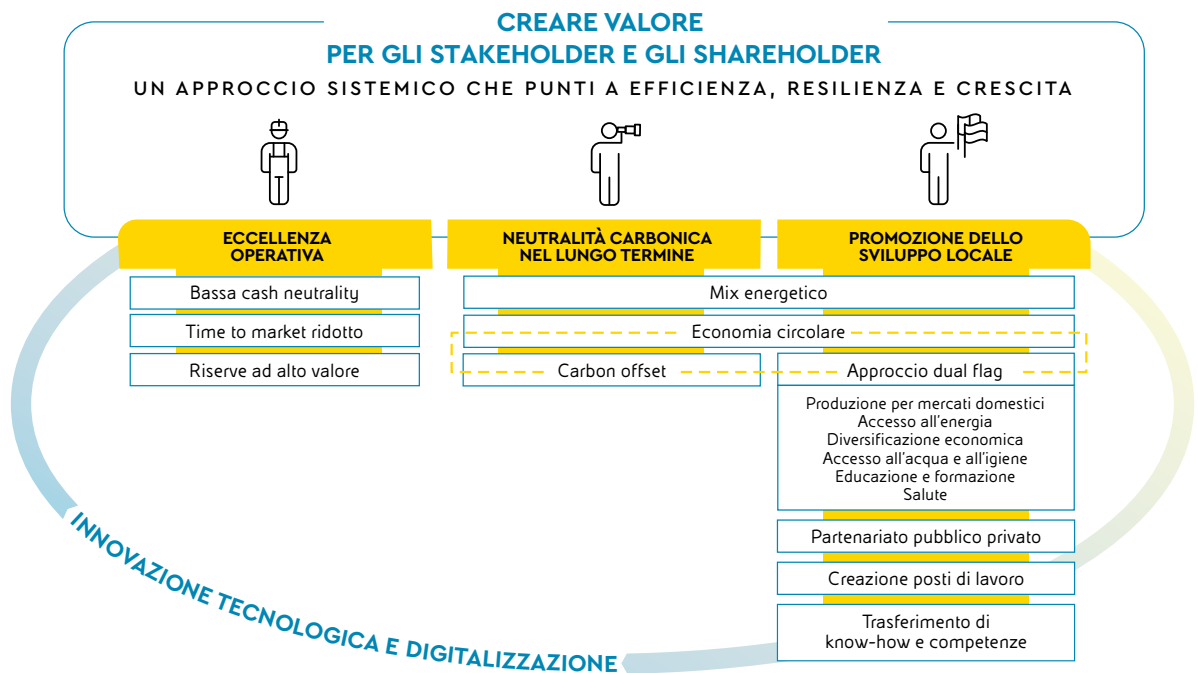 CREARE VALORE
PER GLI STAKEHOLDER E GLI SHAREHOLDER
UN APPROCCIO SISTEMICO CHE PUNTI A EFFICIENZA, RESILIENZA E CRESCITA
ECCELLENZA
OPERATIVA
Bassa cash neutrality
Time to market ridotto
Riserve ad alto valore
NEUTRALITÀ CARBONICA
NEL LUNGO TERMINE
PROMOZIONE DELLO
SVILUPPO LOCALE
Mix energetico
Economia circolare
Carbon offset
Approccio dual flag
Produzione per mercati domestici
Accesso all'energia
Diversificazione economica
Accesso all'acqua e all'igiene
Educazione e formazione
Salute
Partenariato pubblico privato
Creazione posti di lavoro
Trasferimento di
know-how e competenze
INNOVAZIONE TECNOLOGICA E DIGITALIZZAZIONE